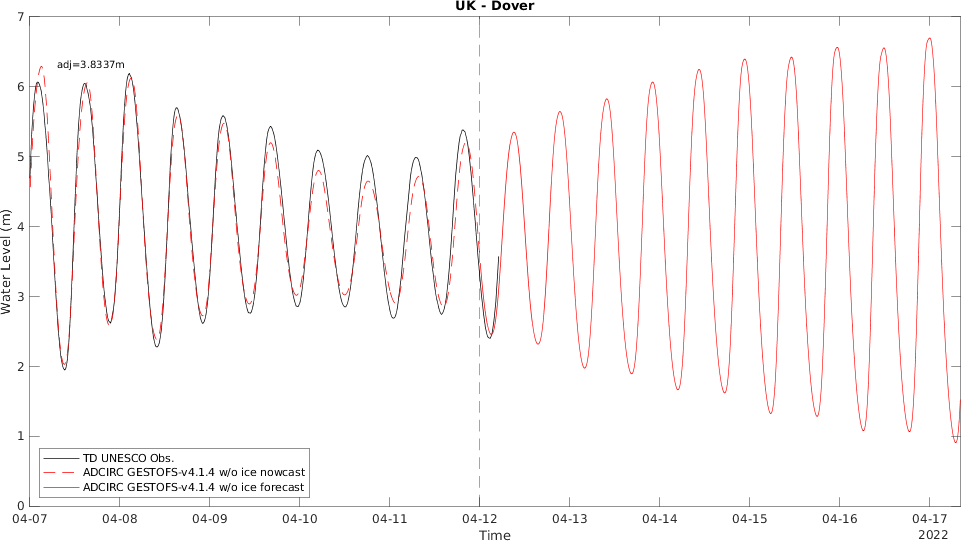 UK - Dover
adj=3.8337m
7
6
5
4
3
2
1
0
Water Level (m)
TD UNESCO Obs.
ADCIRC GESTOFS-v4.1.4 w/o ice nowcast
ADCIRC GESTOFS-v4.1.4 w/o ice forecast
04-07 04-08 04-09 04-10 04-11 04-12 04-13 04-14 04-15 04-16 04-17
Time
2022